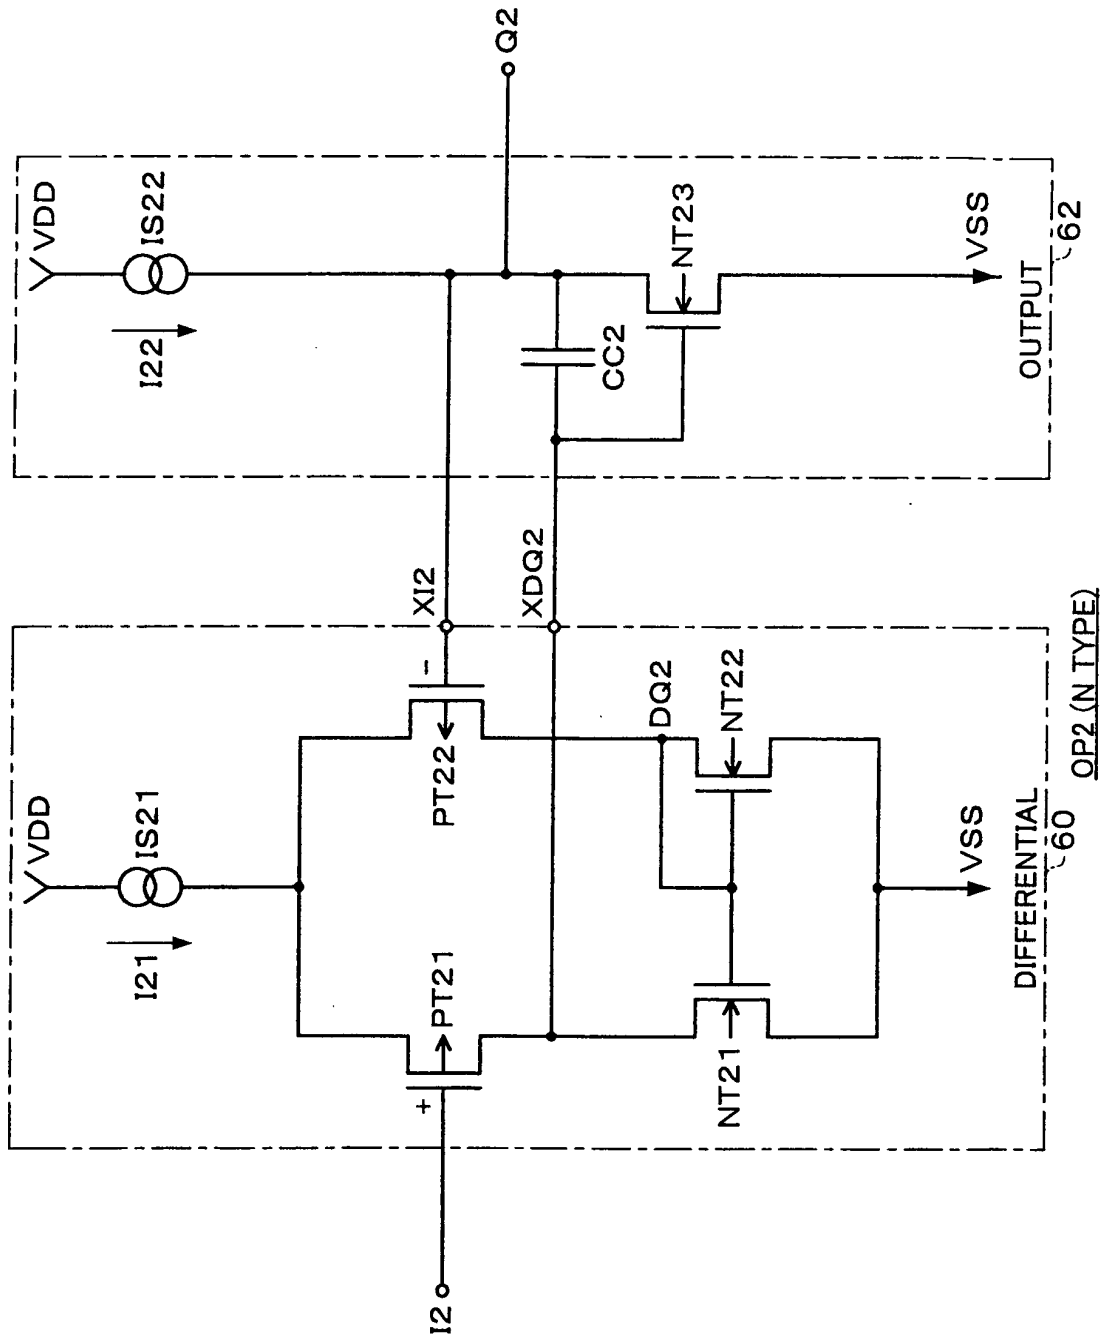 VDD
VDD
I21
IS21
I22
IS22
Q2
I2
+
PT21
PT22
-
XI2
XDQ2
CC2
NT23
DQ2
NT21
NT22
VSS
VSS
DIFFERENTIAL
60
OUTPUT
62
OP2 (N TYPE)